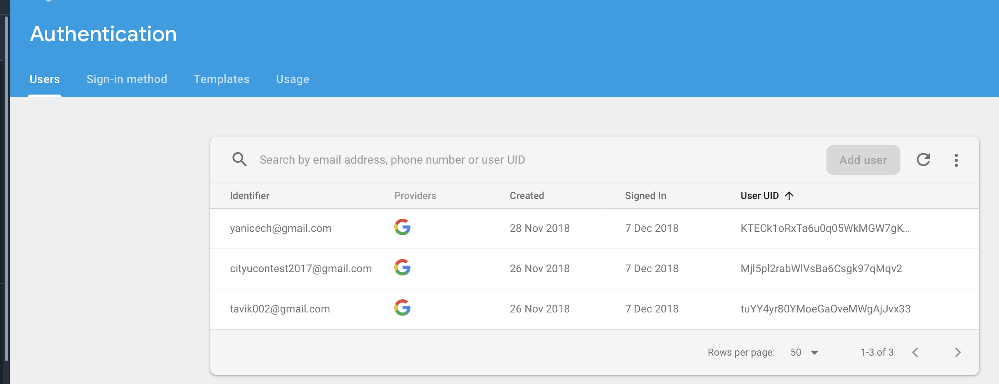 Authentication
Users Sign-in method Templates Usage
Search by email address, phone number or user UID Add user
Identifier Providers Created Signed In User UID
yanicech@gmail.com 28 Nov 2018 7 Dec 2018 KTECk1oRxTa6u0q05WkMGW7gK...
cityucontest2017@gmail.com 26 Nov 2018 7 Dec 2018 Mjl5pl2rabWlVsBa6Csgk97qMqv2
tavik002@gmail.com 26 Nov 2018 7 Dec 2018 tuYY4yr80YMoeGaOveMWgAjJvx33
Rows per page: 50 1-3 of 3